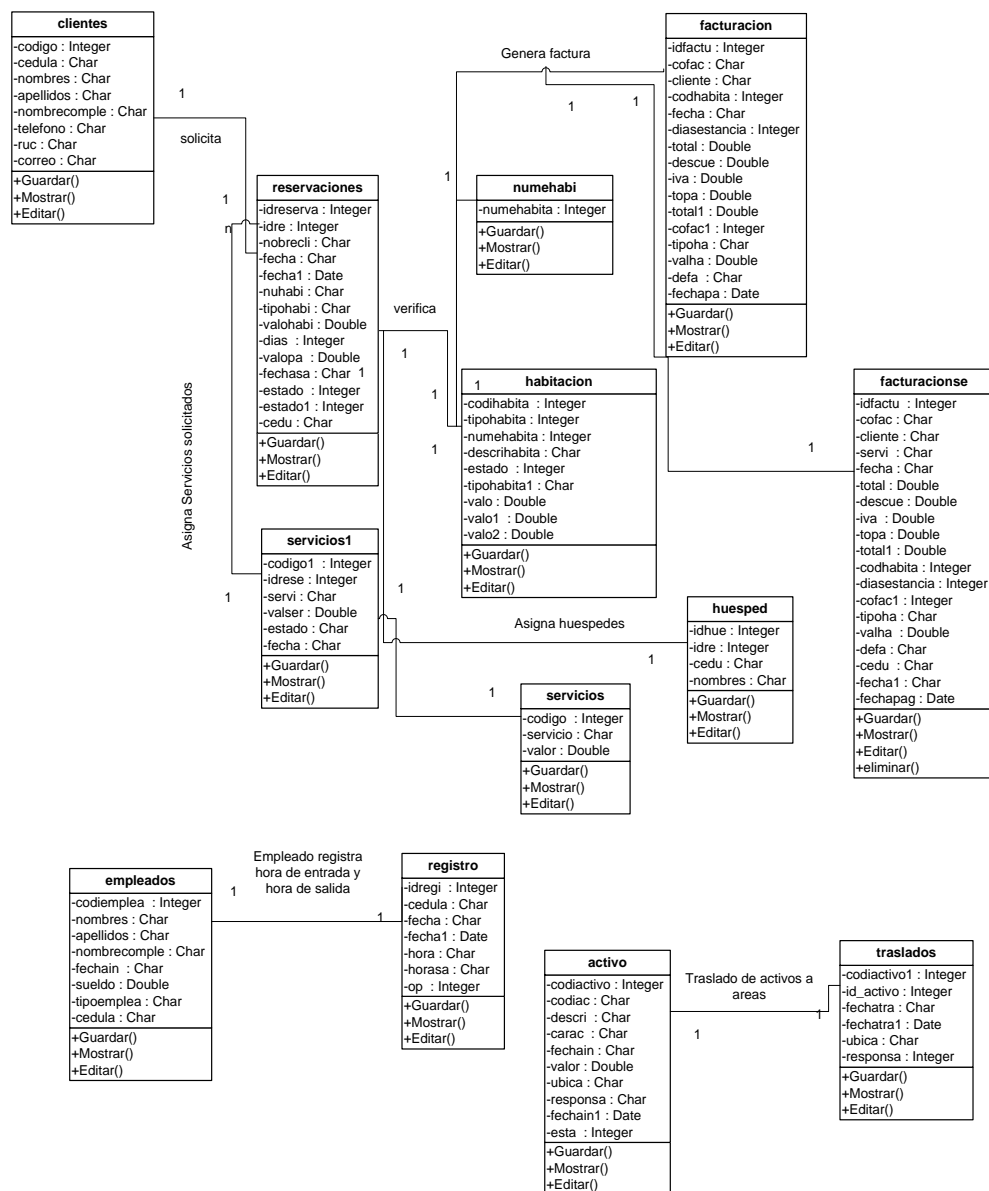 clientes
-codigo : Integer
-cedula : Char
-nombres : Char
-apellidos : Char
-nombrecomple : Char
-telefono : Char
-ruc : Char
-correo : Char
+Guardar()
+Mostrar()
+Editar()
1
solicita
1
n
reservaciones
-idreserva : Integer
-idre : Integer
-nobrecli : Char
-fecha : Char
-fecha1 : Date
-nuhabi : Char
-tipohabi : Char
-valohabi : Double
-dias : Integer
-valopa : Double
-fechasa : Char
-estado : Integer
-estado1 : Integer
-cedu : Char
+Guardar()
+Mostrar()
+Editar()
1
verifica
1
1
1
1
Genera factura
1
1
1
numehabi
-numehabita : Integer
+Guardar()
+Mostrar()
+Editar()
facturacion
-idfactu : Integer
-cofac : Char
-cliente : Char
-codhabita : Integer
-fecha : Char
-diasestancia : Integer
-total : Double
-descue : Double
-iva : Double
-topa : Double
-total1 : Double
-cofac1 : Integer
-tipoha : Char
-valha : Double
-defa : Char
-fechapa : Date
+Guardar()
+Mostrar()
+Editar()
habitacion
-codihabita : Integer
-tipohabita : Integer
-numehabita : Integer
-descrihabita : Char
-estado : Integer
-tipohabita1 : Char
-valo : Double
-valo1 : Double
-valo2 : Double
+Guardar()
+Mostrar()
+Editar()
1
facturacionse
-idfactu : Integer
-cofac : Char
-cliente : Char
-servi : Char
-fecha : Char
-total : Double
-descue : Double
-iva : Double
-topa : Double
-total1 : Double
-codhabita : Integer
-diasestancia : Integer
-cofac1 : Integer
-tipoha : Char
-valha : Double
-defa : Char
-cedu : Char
-fecha1 : Char
-fechapag : Date
+Guardar()
+Mostrar()
+Editar()
+eliminar()
Asigna Servicios solicitados
1
servicios1
-codigo1 : Integer
-idrese : Integer
-servi : Char
-valser : Double
-estado : Char
-fecha : Char
+Guardar()
+Mostrar()
+Editar()
1
Asigna huespedes
1
huesped
-idhue : Integer
-idre : Integer
-cedu : Char
-nombres : Char
+Guardar()
+Mostrar()
+Editar()
1
servicios
-codigo : Integer
-servicio : Char
-valor : Double
+Guardar()
+Mostrar()
+Editar()
empleados
-codiemplea : Integer
-nombres : Char
-apellidos : Char
-nombrecomple : Char
-fechain : Char
-sueldo : Double
-tipoemplea : Char
-cedula : Char
+Guardar()
+Mostrar()
+Editar()
1
Empleado registra
hora de entrada y
hora de salida
1
registro
-idregi : Integer
-cedula : Char
-fecha : Char
-fecha1 : Date
-hora : Char
-horasa : Char
-op : Integer
+Guardar()
+Mostrar()
+Editar()
activo
-codiactivo : Integer
-codiac : Char
-descri : Char
-carac : Char
-fechain : Char
-valor : Double
-ubica : Char
-responsa : Char
-fechain1 : Date
-esta : Integer
+Guardar()
+Mostrar()
+Editar()
Traslado de activos a
areas
1
1
traslados
-codiactivo1 : Integer
-id_activo : Integer
-fechatra : Char
-fechatra1 : Date
-ubica : Char
-responsa : Integer
+Guardar()
+Mostrar()
+Editar()